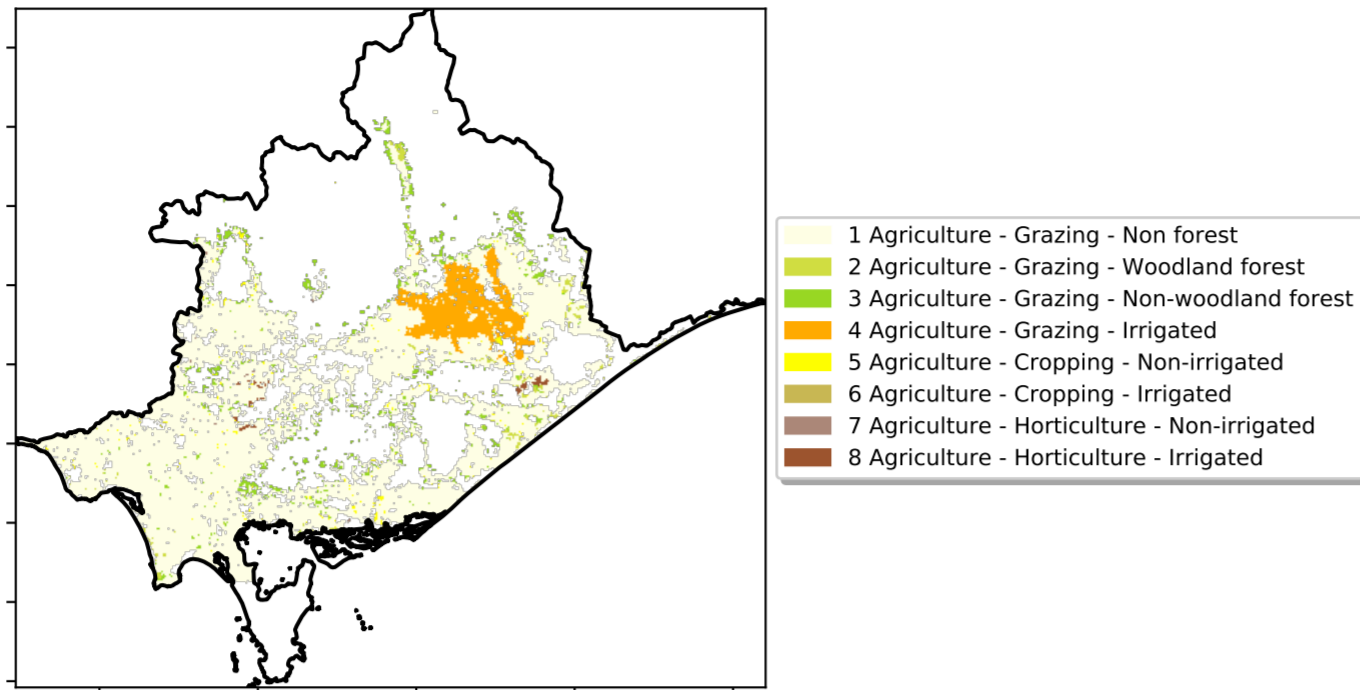 1 Agriculture - Grazing - Non forest
2 Agriculture - Grazing - Woodland forest
3 Agriculture - Grazing - Non-woodland forest
4 Agriculture - Grazing - Irrigated
5 Agriculture - Cropping - Non-irrigated
6 Agriculture - Cropping - Irrigated
7 Agriculture - Horticulture - Non-irrigated
8 Agriculture - Horticulture - Irrigated